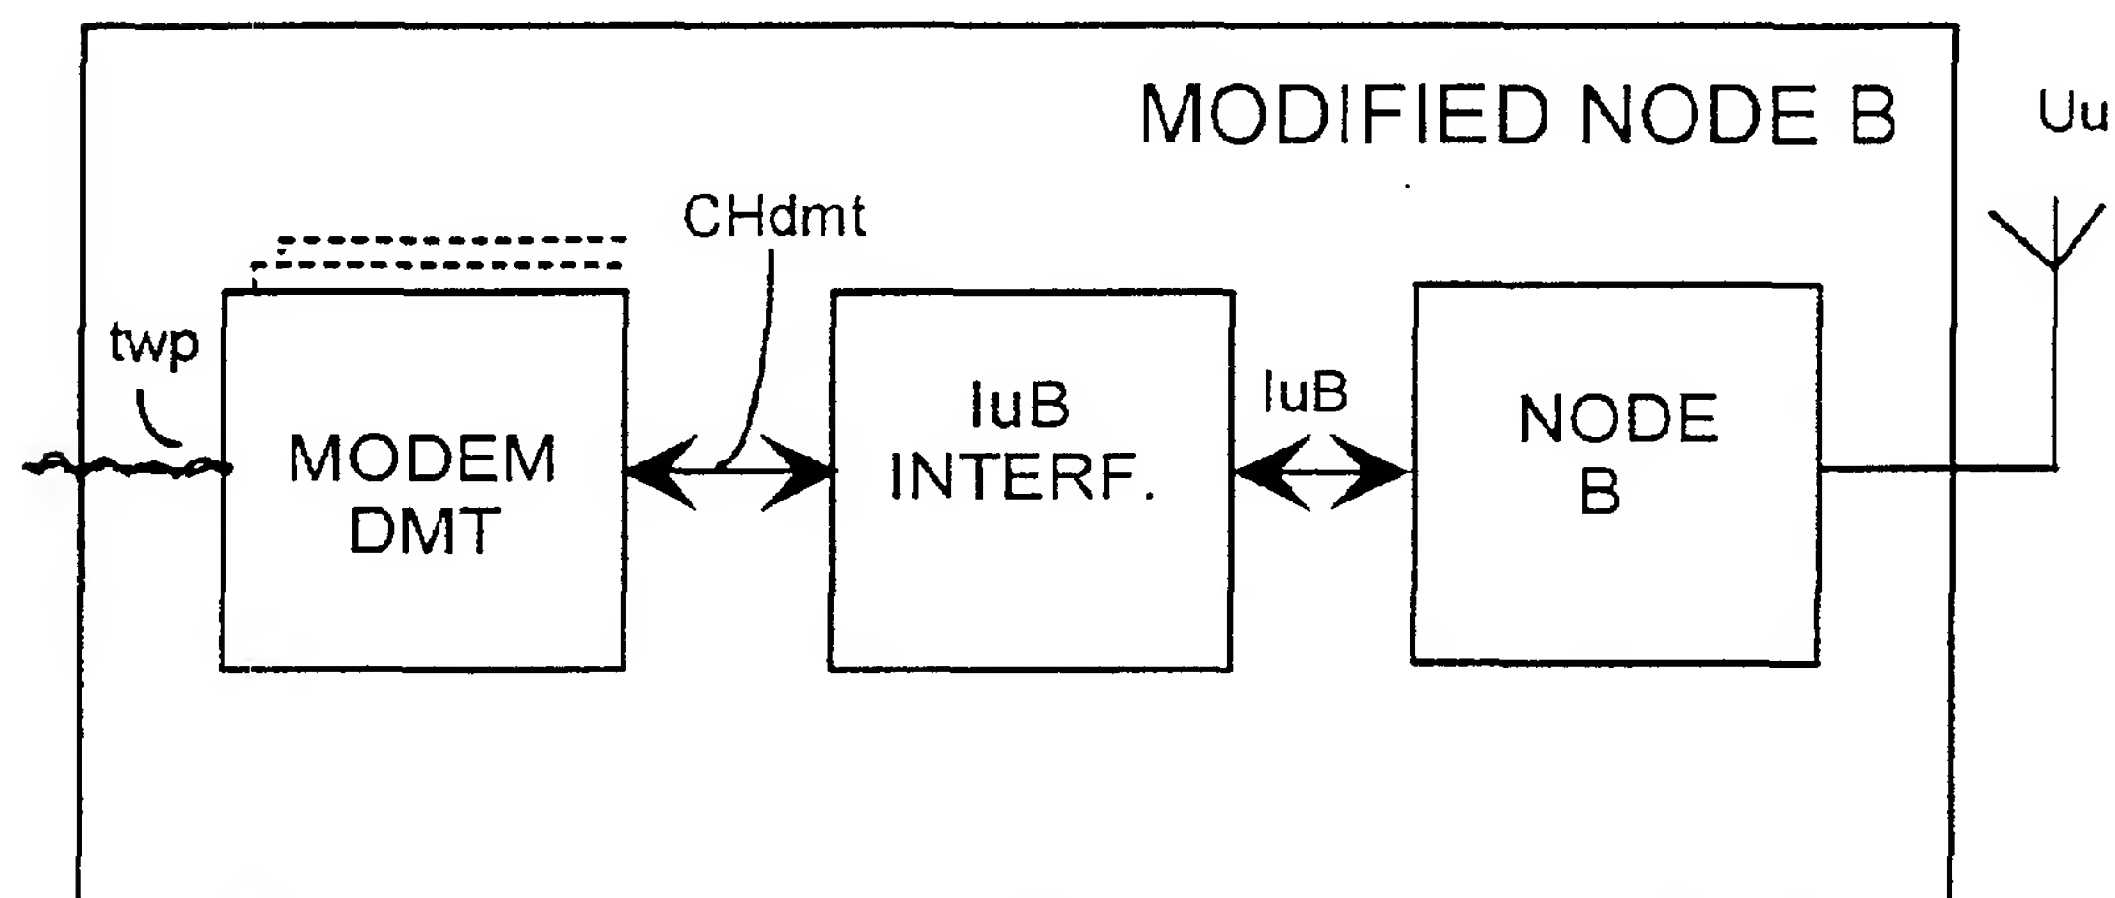 MODIFIED NODE B
Uu
CHdmt
twp
MODEM
DMT
IuB
INTERF.
IuB
NODE
B